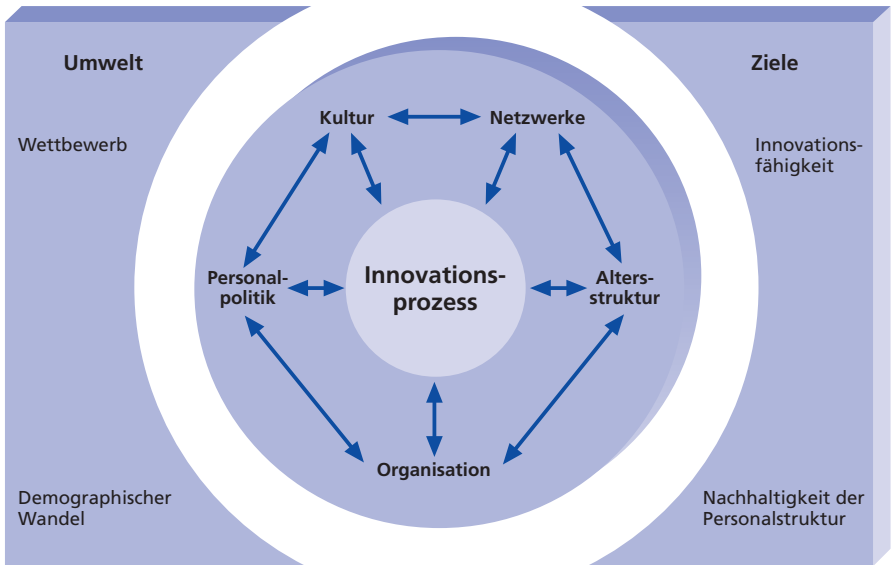 Umwelt
Wettbewerb
Demographischer
Wandel
Kultur
Netzwerke
Personal-
politik
Innovations-
prozess
Alters-
struktur
Organisation
Ziele
Innovations-
fähigkeit
Nachhaltigkeit der
Personalstruktur